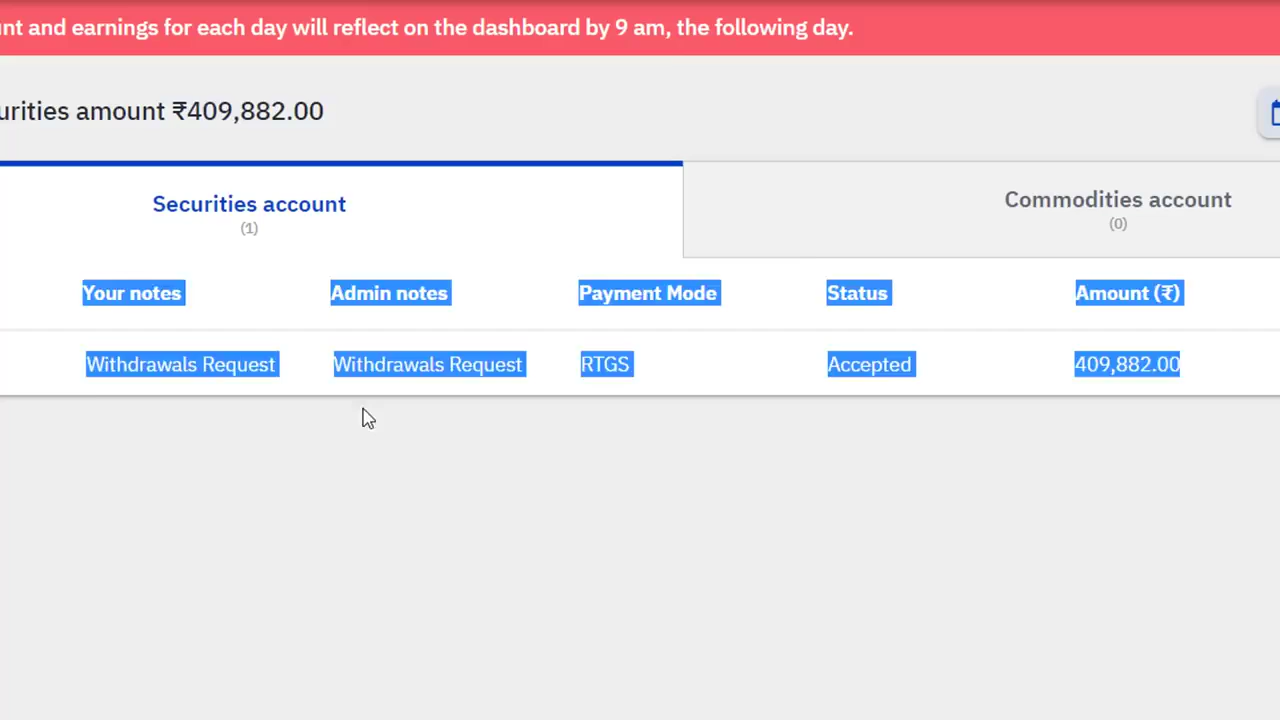 and earnings for each day will reflect on the dashboard by 9 am, the following day.
amount ₹409,882.00
Securities account
(1)
Commodities account
(0)
Your notes Admin notes Payment Mode Status Amount (₹)
Withdrawals Request Withdrawals Request RTGS Accepted 409,882.00